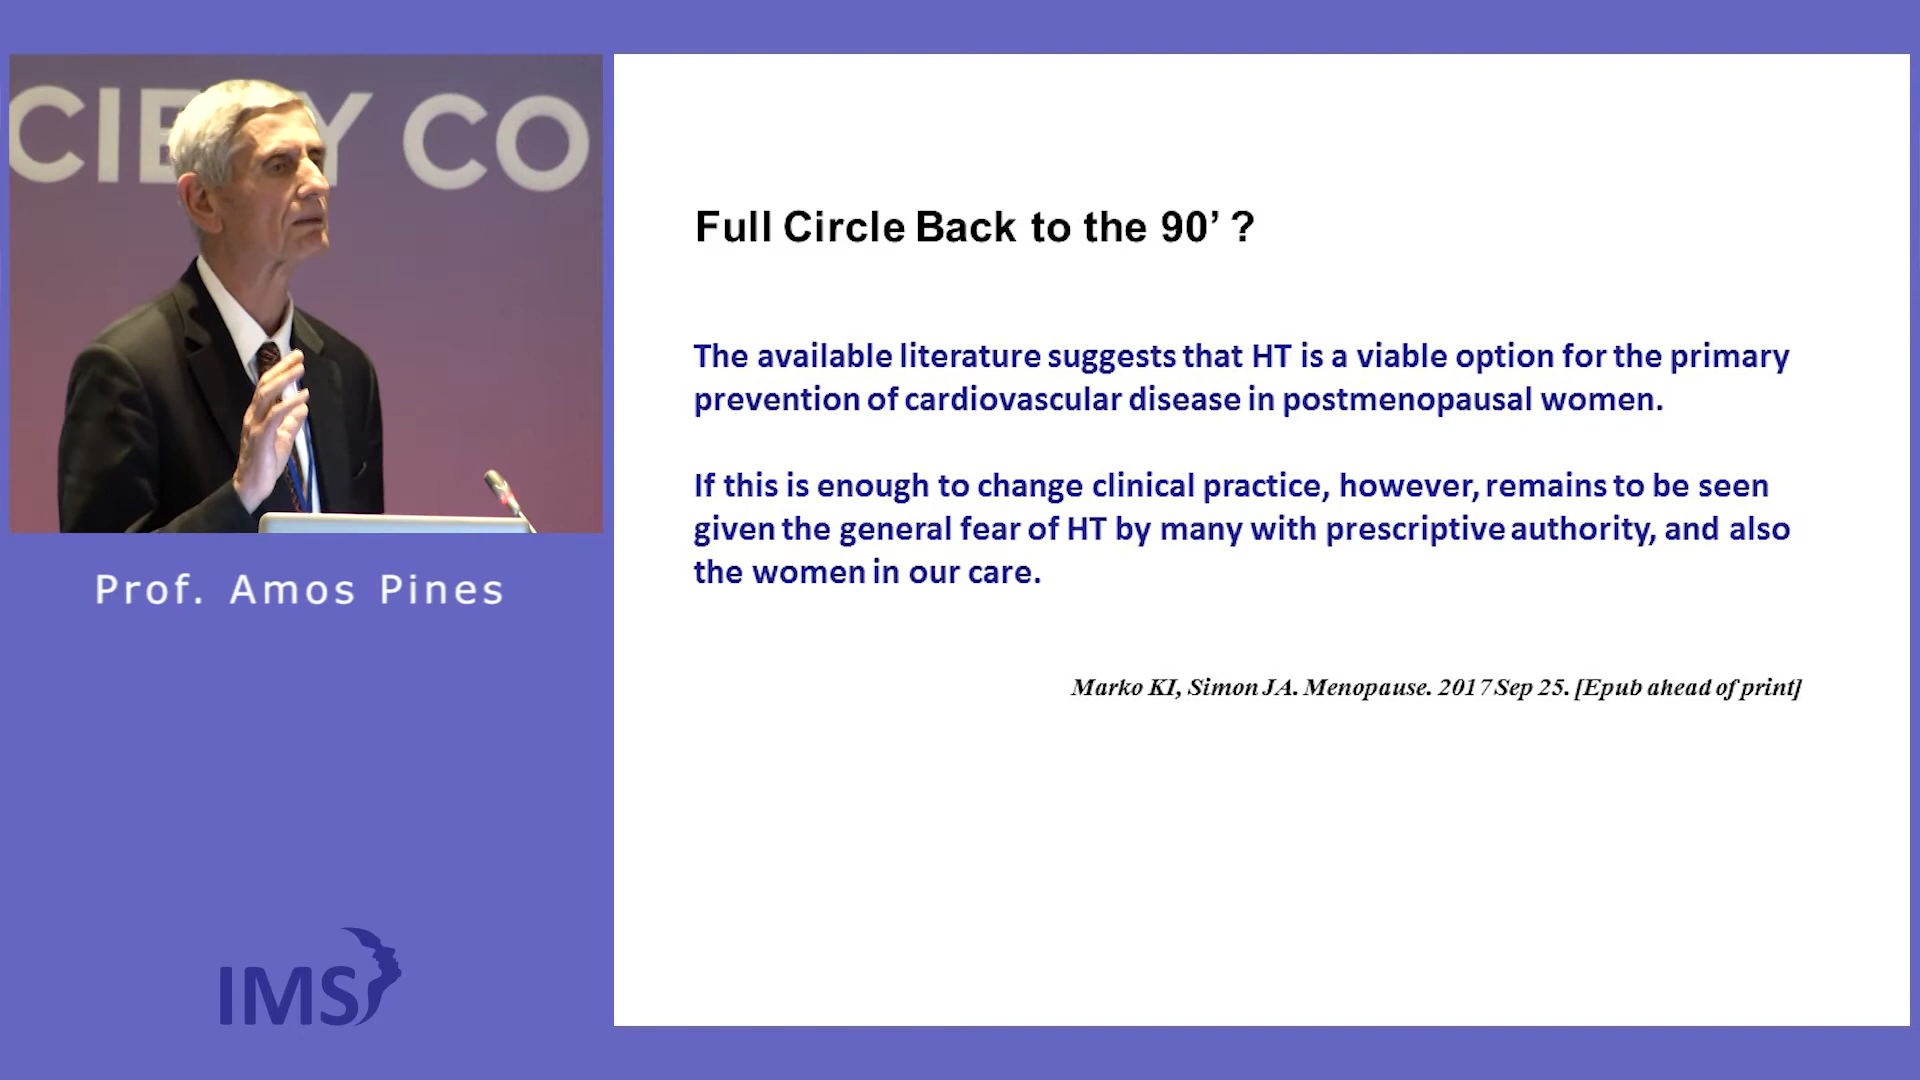 CIE Y CO
Prof. Amos Pines
IMS
Full Circle Back to the 90’ ?
The available literature suggests that HT is a viable option for the primary
prevention of cardiovascular disease in postmenopausal women.
If this is enough to change clinical practice, however, remains to be seen
given the general fear of HT by many with prescriptive authority, and also
the women in our care.
Marko KI, Simon JA. Menopause. 2017 Sep 25. [Epub ahead of print]